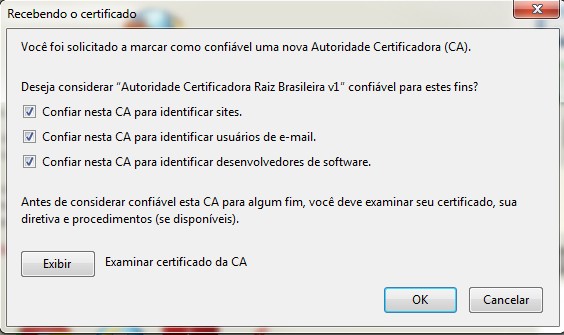 Recebendo o certificado
Você foi solicitado a marcar como confiável uma nova Autoridade Certificadora (CA).
Deseja considerar "Autoridade Certificadora Raiz Brasileira v1" confiável para estes fins?
Confiar nesta CA para identificar sites.
Confiar nesta CA para identificar usuários de e-mail.
Confiar nesta CA para identificar desenvolvedores de software.
Antes de considerar confiável esta CA para algum fim, você deve examinar seu certificado, sua
diretiva e procedimentos (se disponíveis).
Exibir Examinar certificado da CA
OK Cancelar